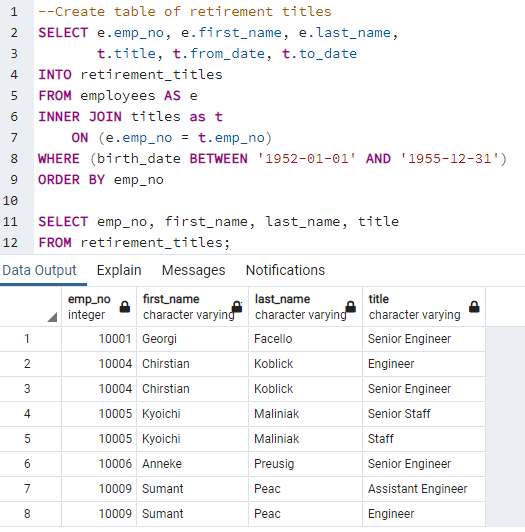 1 --Create table of retirement titles
2 SELECT e.emp_no, e.first_name, e.last_name,
3 t.title, t.from_date, t.to_date
4 INTO retirement_titles
5 FROM employees AS e
6 INNER JOIN titles as t
7 ON (e.emp_no = t.emp_no)
8 WHERE (birth_date BETWEEN '1952-01-01' AND '1955-12-31')
9 ORDER BY emp_no
10
11 SELECT emp_no, first_name, last_name, title
12 FROM retirement_titles;
Data Output Explain Messages Notifications
emp_no first_name last_name title
integer character varying character varying character varying
1 10001 Georgi Facello Senior Engineer
2 10004 Chirstian Koblick Engineer
3 10004 Chirstian Koblick Senior Engineer
4 10005 Kyoichi Maliniak Senior Staff
5 10005 Kyoichi Maliniak Staff
6 10006 Anneke Preusig Senior Engineer
7 10009 Sumant Peac Assistant Engineer
8 10009 Sumant Peac Engineer